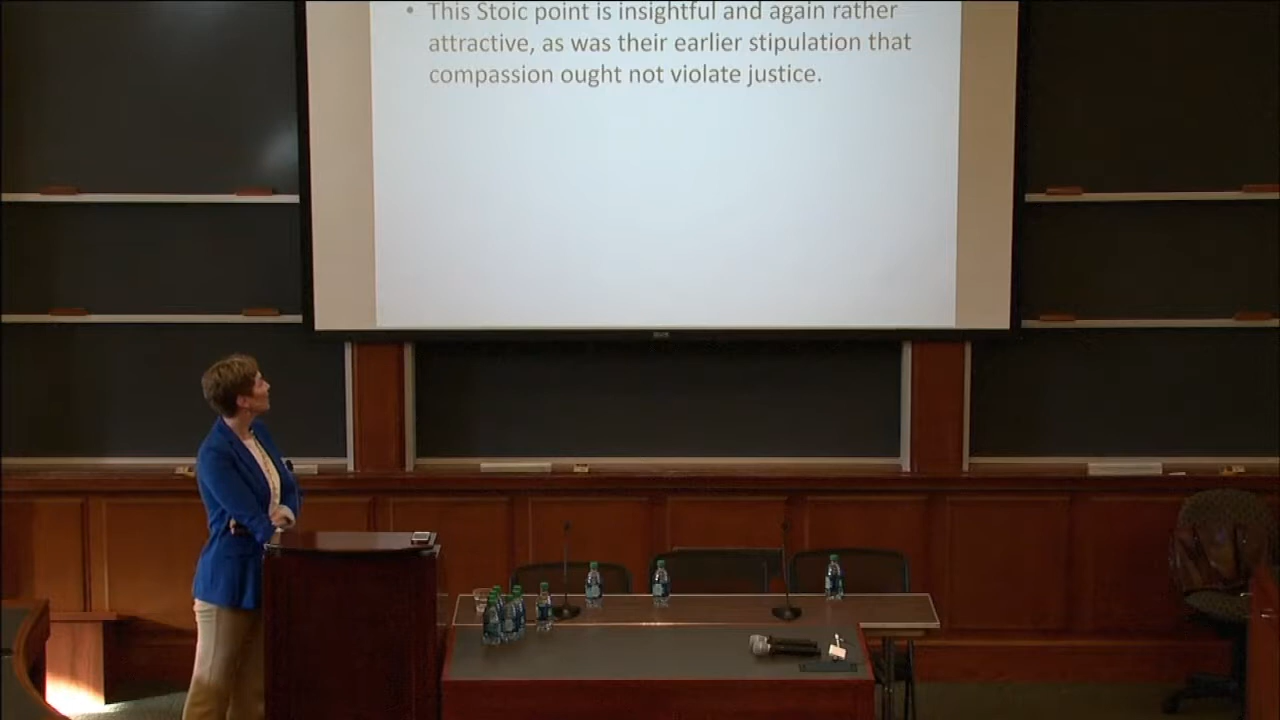 • This Stoic point is insightful and again rather
attractive, as was their earlier stipulation that
compassion ought not violate justice.